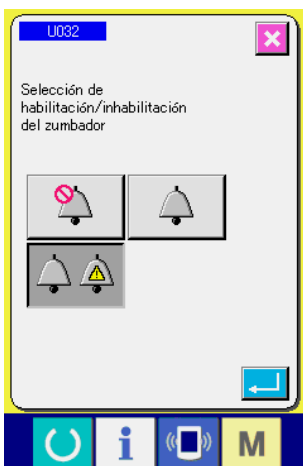 U032
Selección de
habilitación/inhabilitación
del zumbador
i
M